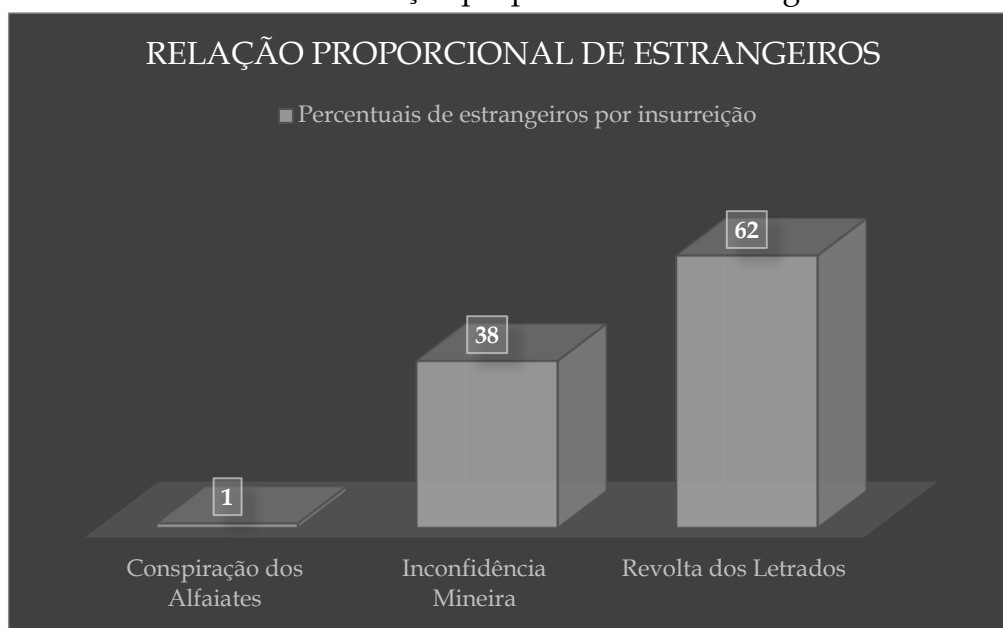 RELAÇÃO PROPORCIONAL DE ESTRANGEIROS
Percentuais de estrangeiros por insurreição
62
38
1
Conspiração dos
Alfaiates
Inconfidência
Mineira
Revolta dos Letrados